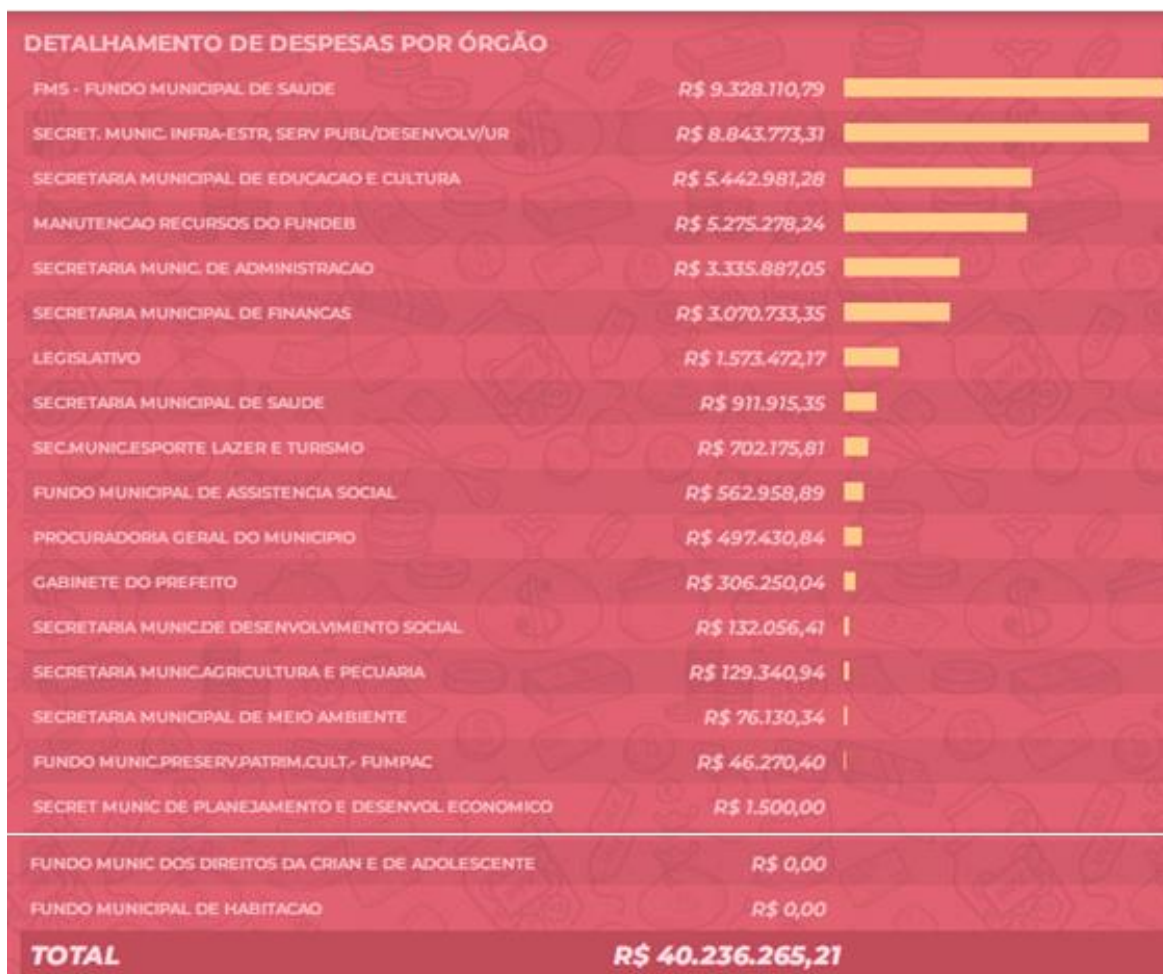 DETALHAMENTO DE DESPESAS POR ÓRGÃO
FMS - FUNDO MUNICIPAL DE SAUDE R$ 9.328.110,79
SECRET. MUNIC. INFRA-ESTR, SERV PUBL/DESENVOLV/UR R$ 8.843.773,31
SECRETARIA MUNICIPAL DE EDUCACAO E CULTURA R$ 5.442.981,28
MANUTENCAO RECURSOS DO FUNDEB R$ 5.275.278,24
SECRETARIA MUNIC. DE ADMINISTRACAO R$ 3.335.887,05
SECRETARIA MUNICIPAL DE FINANCAS R$ 3.070.733,35
LEGISLATIVO R$ 1.573.472,17
SECRETARIA MUNICIPAL DE SAUDE R$ 911.915,35
SEC.MUNIC.ESPORTE LAZER E TURISMO R$ 702.175,81
FUNDO MUNICIPAL DE ASSISTENCIA SOCIAL R$ 562.958,89
PROCURADORIA GERAL DO MUNICIPIO R$ 497.430,84
GABINETE DO PREFEITO R$ 306.250,04
SECRETARIA MUNIC.DE DESENVOLVIMENTO SOCIAL R$ 132.056,41
SECRETARIA MUNIC.AGRICULTURA E PECUARIA R$ 129.340,94
SECRETARIA MUNICIPAL DE MEIO AMBIENTE R$ 76.130,34
FUNDO MUNIC.PRESERV.PATRIM.CULT.- FUMPAC R$ 46.270,40
SECRET MUNIC DE PLANEJAMENTO E DESENVOL ECONOMICO R$ 1.500,00
FUNDO MUNIC DOS DIREITOS DA CRIAN E DE ADOLESCENTE R$ 0,00
FUNDO MUNICIPAL DE HABITACAO R$ 0,00
TOTAL R$ 40.236.265,21